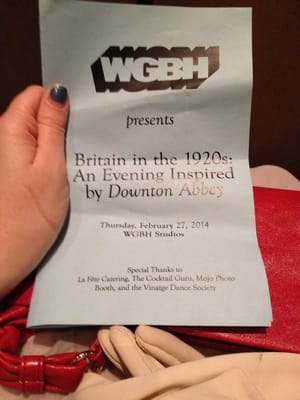 WGBH
presents
Britain in the 1920s:
An Evening Inspired
by Downton Abbey
Thursday, February 27, 2014
WGBH Studios
Special Thanks to
La Fête Catering, The Cocktail Guru, Mojo Photo
Booth, and the Vinatge Dance Society